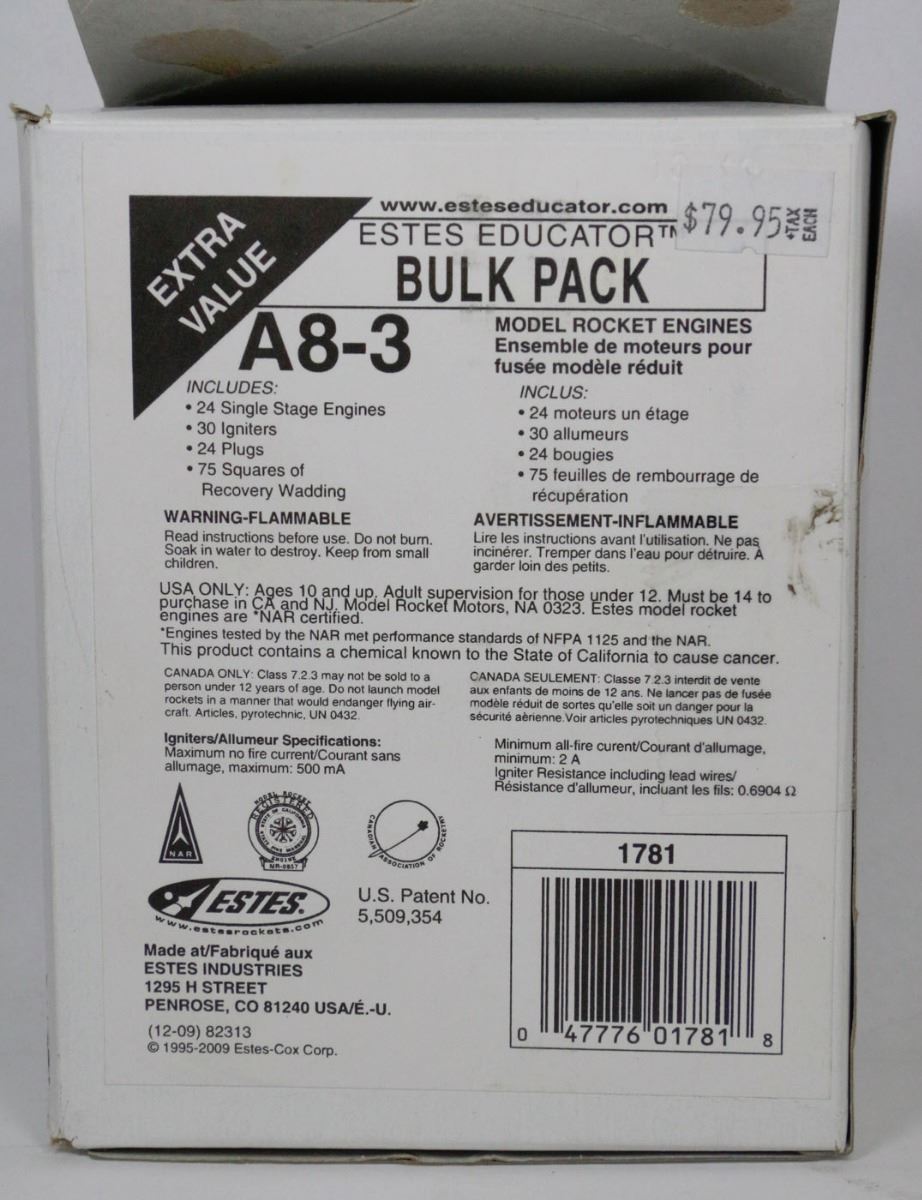 EXTRA
VALUE
www.esteseducator.com
$79.95
+TAX
EACH
ESTES EDUCATOR™
BULK PACK
A8-3
MODEL ROCKET ENGINES
Ensemble de moteurs pour
fusée modèle réduit
INCLUDES:
• 24 Single Stage Engines
• 30 Igniters
• 24 Plugs
• 75 Squares of
Recovery Wadding
INCLUS:
• 24 moteurs un étage
• 30 allumeurs
• 24 bougies
• 75 feuilles de rembourrage de
récupération
WARNING-FLAMMABLE
Read instructions before use. Do not burn.
Soak in water to destroy. Keep from small
children.
AVERTISSEMENT-INFLAMMABLE
Lire les instructions avant l'utilisation. Ne pas
incinérer. Tremper dans l'eau pour détruire. À
garder loin des petits.
USA ONLY: Ages 10 and up. Adult supervision for those under 12. Must be 14 to
purchase in CA and NJ. Model Rocket Motors, NA 0323. Estes model rocket
engines are *NAR certified.
*Engines tested by the NAR met performance standards of NFPA 1125 and the NAR.
This product contains a chemical known to the State of California to cause cancer.
CANADA ONLY: Class 7.2.3 may not be sold to a
person under 12 years of age. Do not launch model
rockets in a manner that would endanger flying air-
craft. Articles, pyrotechnic, UN 0432.
CANADA SEULEMENT: Classe 7.2.3 interdit de vente
aux enfants de moins de 12 ans. Ne lancer pas de fusée
modèle réduit de sortes qu'elle soit un danger pour la
sécurité aèrienne.Voir articles pyrotechniques UN 0432.
Igniters/Allumeur Specifications:
Maximum no fire current/Courant sans
allumage, maximum: 500 mA
Minimum all-fire curent/Courant d'allumage,
minimum: 2 A
Igniter Resistance including lead wires/
Résistance d'allumeur, incluant les fils: 0.6904 Ω
NAR
MODEL ROCKET
REGISTERED
STATE OF CALIFORNIA
STATE FIRE MARSHAL
ENGINE
CANADIAN ASSOCIATION OF ROCKETRY
ESTES.
www.estesrockets.com
U.S. Patent No.
5,509,354
Made at/Fabriqué aux
ESTES INDUSTRIES
1295 H STREET
PENROSE, CO 81240 USA/É.-U.
(12-09) 82313
© 1995-2009 Estes-Cox Corp.
1781
0 47776 01781 8